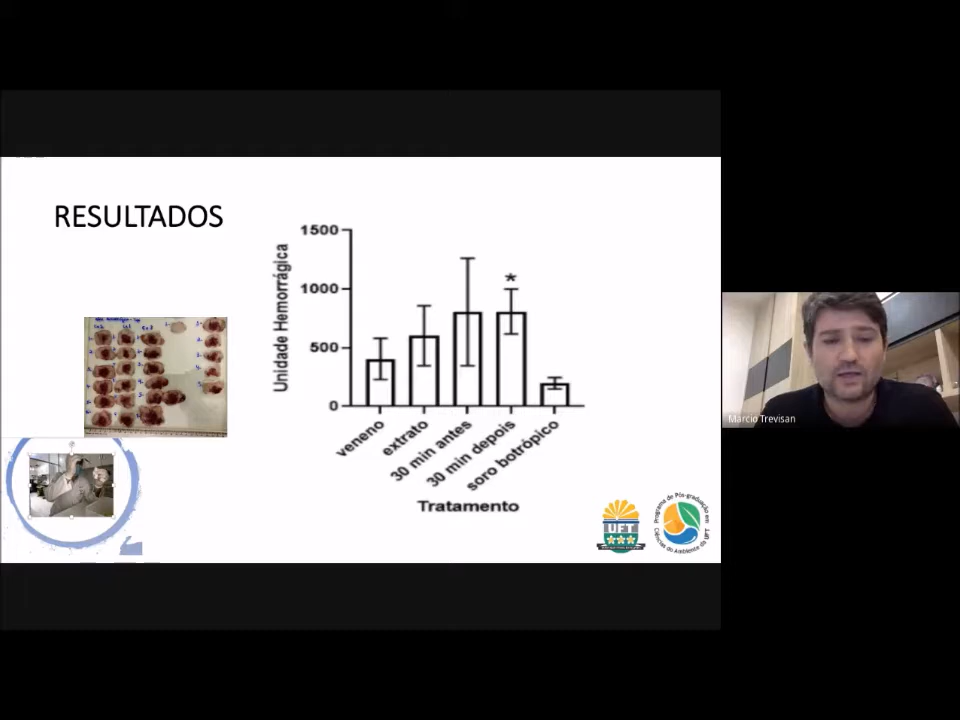 RESULTADOS
Unidade Hemorrágica
1500
1000
500
0
*
veneno
extrato
30 min antes
30 min depois
soro botrópico
Tratamento
UFT
Programa de Pós-graduação em
Ciências do Ambiente da UFT
Marcio Trevisan